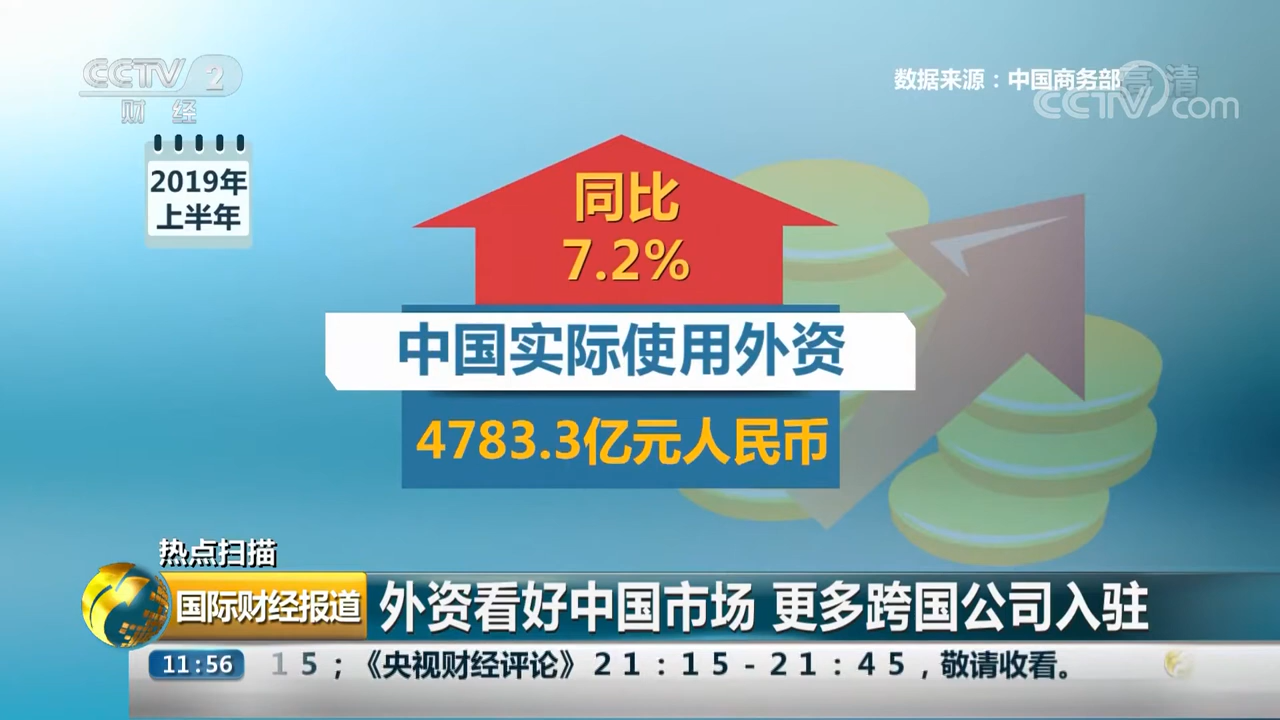 CCTV 2
财 经
数据来源：中国商务部
高清
CCTV.com
2019年
上半年
同比
7.2%
中国实际使用外资
4783.3亿元人民币
热点扫描
国际财经报道
外资看好中国市场 更多跨国公司入驻
11:56
15；《央视财经评论》21：15-21：45，敬请收看。